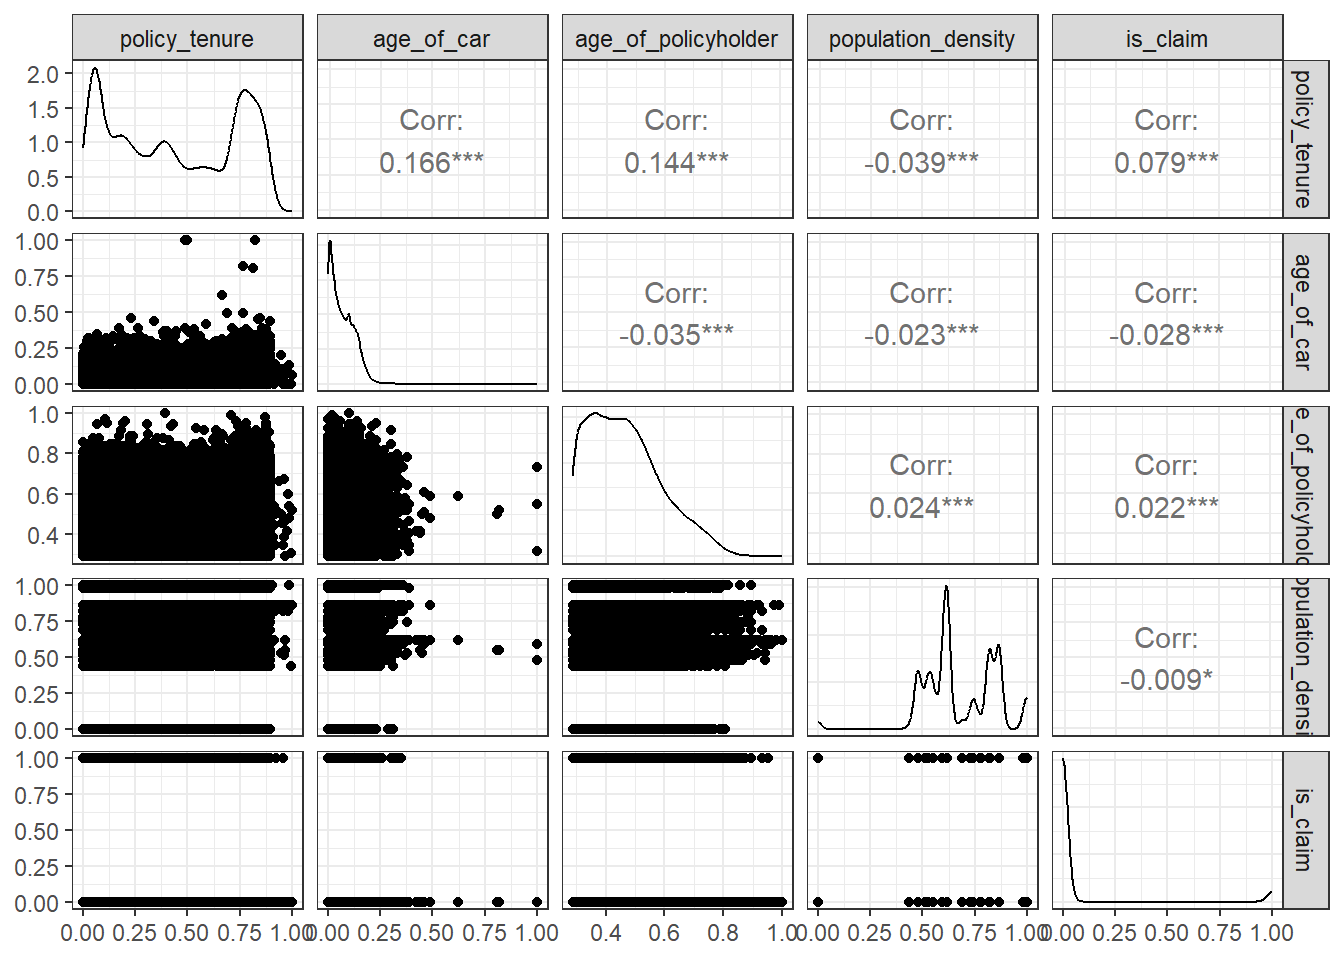 policy_tenure
age_of_car
age_of_policyholder
population_density
is_claim
2.0
1.5
1.0
0.5
0.0
Corr:
0.166***
Corr:
0.144***
Corr:
-0.039***
Corr:
0.079***
policy_tenure
1.00
0.75
0.50
0.25
0.00
Corr:
-0.035***
Corr:
-0.023***
Corr:
-0.028***
age_of_car
1.0
0.8
0.6
0.4
Corr:
0.024***
Corr:
0.022***
e_of_policyhold
1.00
0.75
0.50
0.25
0.00
Corr:
-0.009*
opulation_densi
1.00
0.75
0.50
0.25
0.00
is_claim
0.00 0.25 0.50 0.75 1.00
0.00 0.25 0.50 0.75 1.00
0.4 0.6 0.8 1.0
0.00 0.25 0.50 0.75 1.00
0.00 0.25 0.50 0.75 1.00